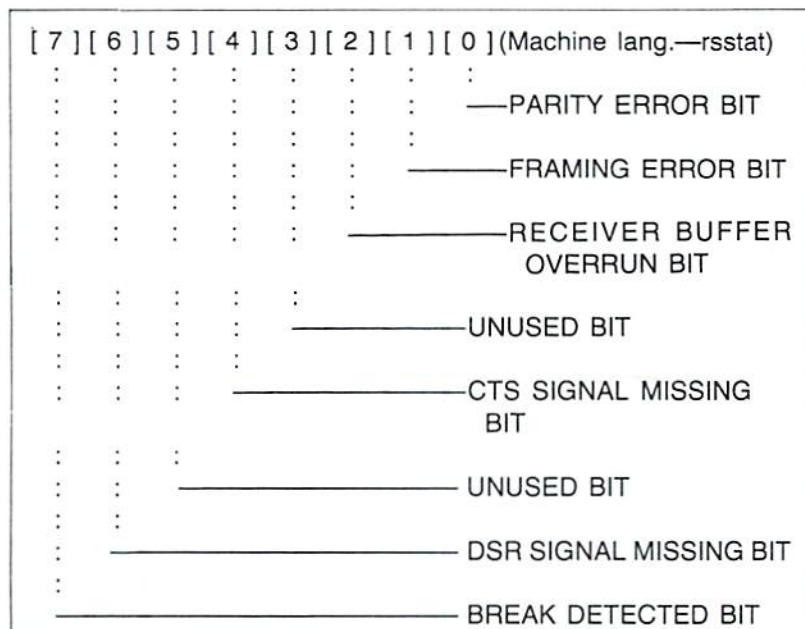 [ 7 ] [ 6 ] [ 5 ] [ 4 ] [ 3 ] [ 2 ] [ 1 ] [ 0 ] (Machine lang.—rsstat)
: : : : : : : :
: : : : : : : —PARITY ERROR BIT
: : : : : : :
: : : : : : —FRAMING ERROR BIT
: : : : : :
: : : : : —RECEIVER BUFFER
OVERRUN BIT
: : : : :
: : : : —UNUSED BIT
: : : :
: : : —CTS SIGNAL MISSING
BIT
: : :
: : — UNUSED BIT
: :
: — DSR SIGNAL MISSING BIT
:
— BREAK DETECTED BIT